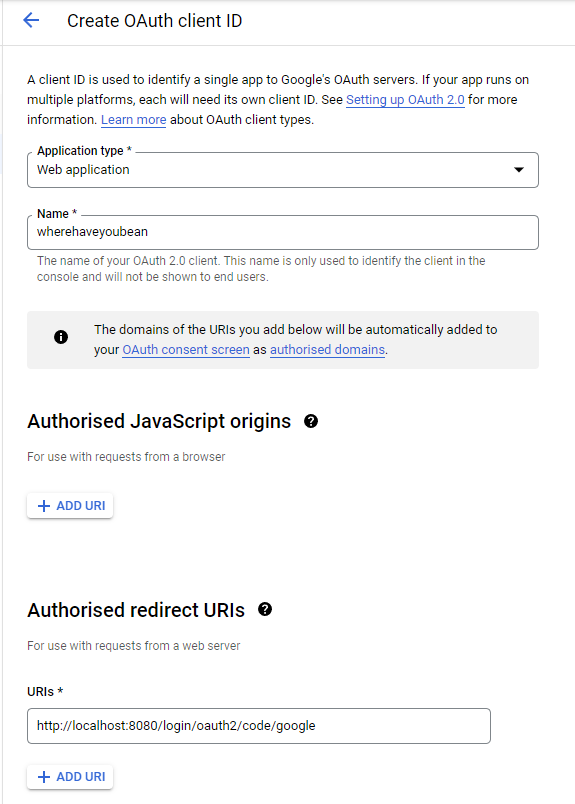 Create OAuth client ID
A client ID is used to identify a single app to Google's OAuth servers. If your app runs on
multiple platforms, each will need its own client ID. See Setting up OAuth 2.0 for more
information. Learn more about OAuth client types.
Application type *
Web application
Name *
wherehaveyoubean
The name of your OAuth 2.0 client. This name is only used to identify the client in the
console and will not be shown to end users.
The domains of the URIs you add below will be automatically added to
your OAuth consent screen as authorised domains.
Authorised JavaScript origins
For use with requests from a browser
ADD URI
Authorised redirect URIs
For use with requests from a web server
URIs *
http://localhost:8080/login/oauth2/code/google
ADD URI